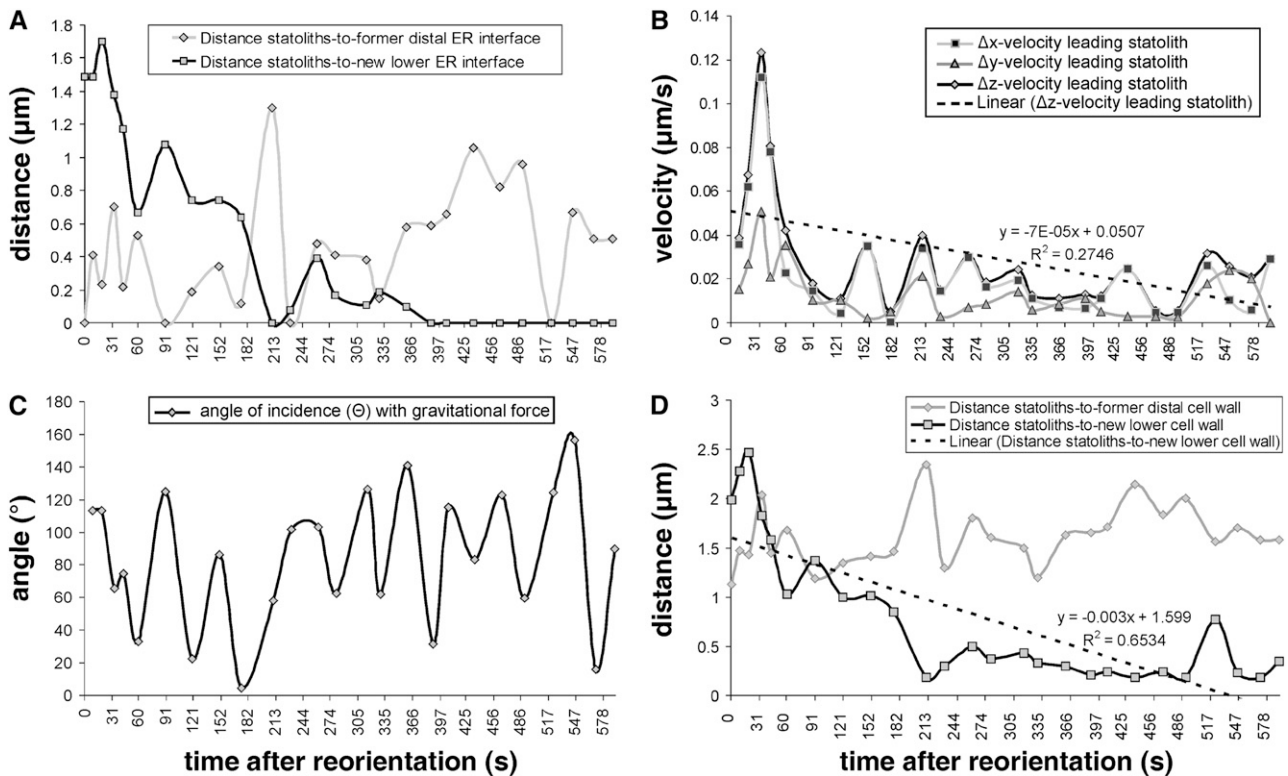 A
Distance statoliths-to-former distal ER interface
Distance statoliths-to-new lower ER interface
distance (µm)
1.8
1.6
1.4
1.2
1
0.8
0.6
0.4
0.2
0
0 31 60 91 121 152 182 213 244 274 305 335 366 397 425 456 486 517 547 578
B
Δx-velocity leading statolith
Δy-velocity leading statolith
Δz-velocity leading statolith
Linear (Δz-velocity leading statolith)
velocity (µm/s)
0.14
0.12
0.1
0.08
0.06
0.04
0.02
0
y = -7E-05x + 0.0507
R² = 0.2746
0 31 60 91 121 152 182 213 244 274 305 335 366 397 425 456 486 517 547 578
C
angle of incidence (Θ) with gravitational force
angle (°)
180
160
140
120
100
80
60
40
20
0
0 31 60 91 121 152 182 213 244 274 305 335 366 397 425 456 486 517 547 578
time after reorientation (s)
D
Distance statoliths-to-former distal cell wall
Distance statoliths-to-new lower cell wall
Linear (Distance statoliths-to-new lower cell wall)
distance (µm)
3
2.5
2
1.5
1
0.5
0
y = -0.003x + 1.599
R² = 0.6534
0 31 60 91 121 152 182 213 244 274 305 335 366 397 425 456 486 517 547 578
time after reorientation (s)